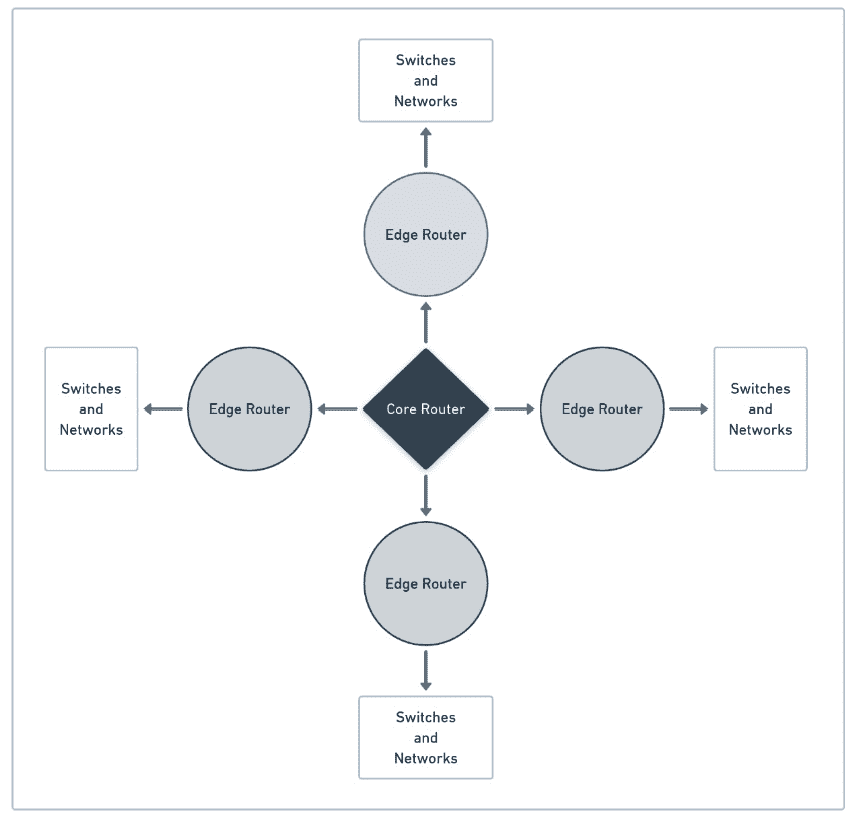 Switches
and
Networks
Edge Router
Switches
and
Networks
Edge Router
Core Router
Edge Router
Switches
and
Networks
Edge Router
Switches
and
Networks